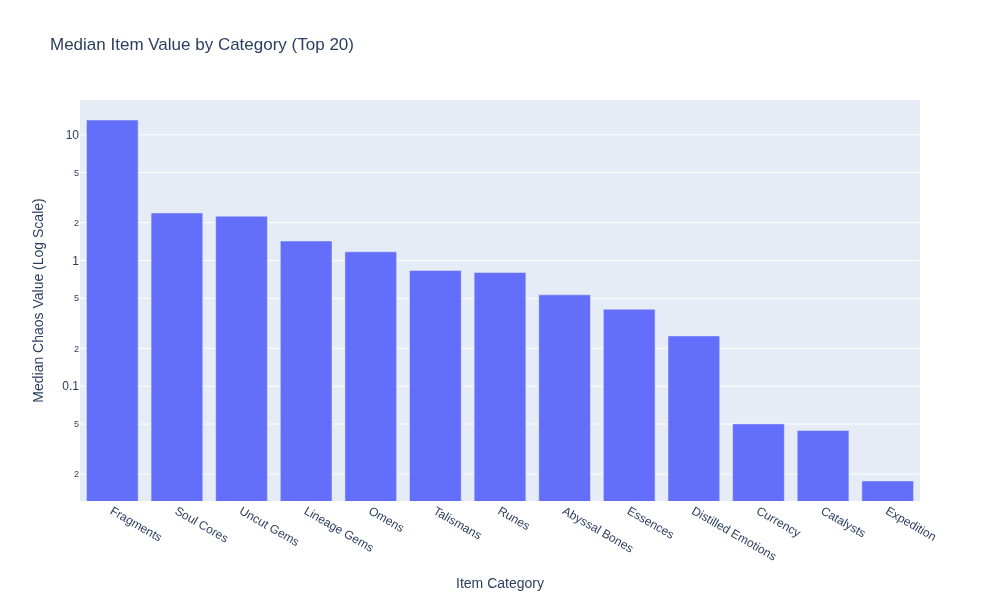 Median Item Value by Category (Top 20)
Median Chaos Value (Log Scale)
10
5
2
1
5
2
0.1
5
2
Fragments
Soul Cores
Uncut Gems
Lineage Gems
Omens
Talismans
Runes
Abyssal Bones
Essences
Distilled Emotions
Currency
Catalysts
Expedition
Item Category